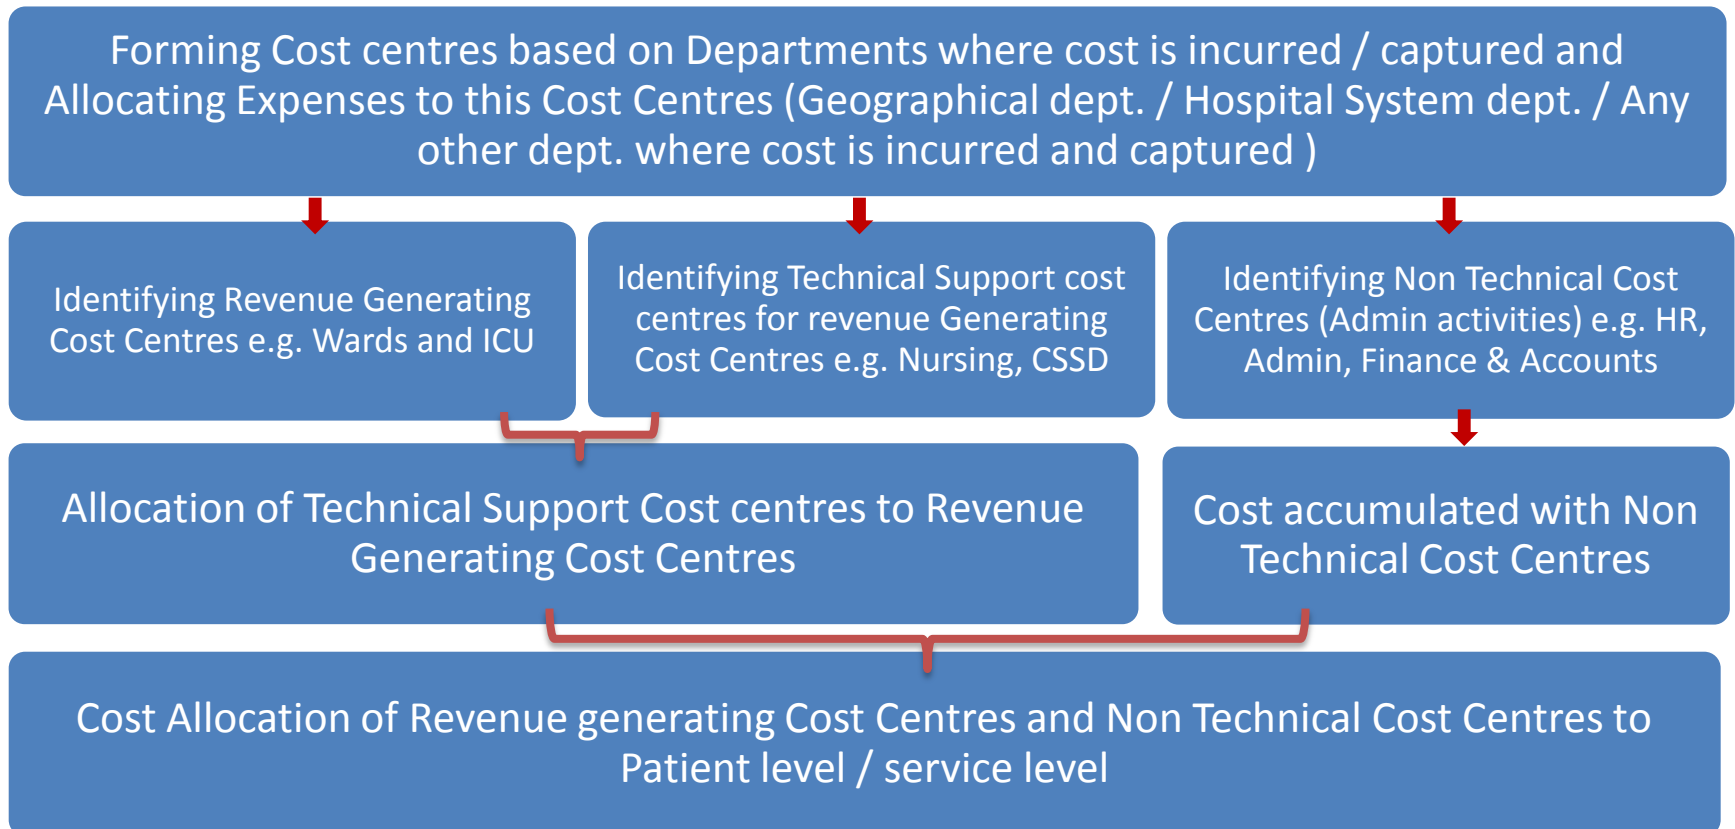 Forming Cost centres based on Departments where cost is incurred / captured and
Allocating Expenses to this Cost Centres (Geographical dept. / Hospital System dept. / Any
other dept. where cost is incurred and captured )
Identifying Revenue Generating
Cost Centres e.g. Wards and ICU
Identifying Technical Support cost
centres for revenue Generating
Cost Centres e.g. Nursing, CSSD
Identifying Non Technical Cost
Centres (Admin activities) e.g. HR,
Admin, Finance & Accounts
Allocation of Technical Support Cost centres to Revenue
Generating Cost Centres
Cost accumulated with Non
Technical Cost Centres
Cost Allocation of Revenue generating Cost Centres and Non Technical Cost Centres to
Patient level / service level